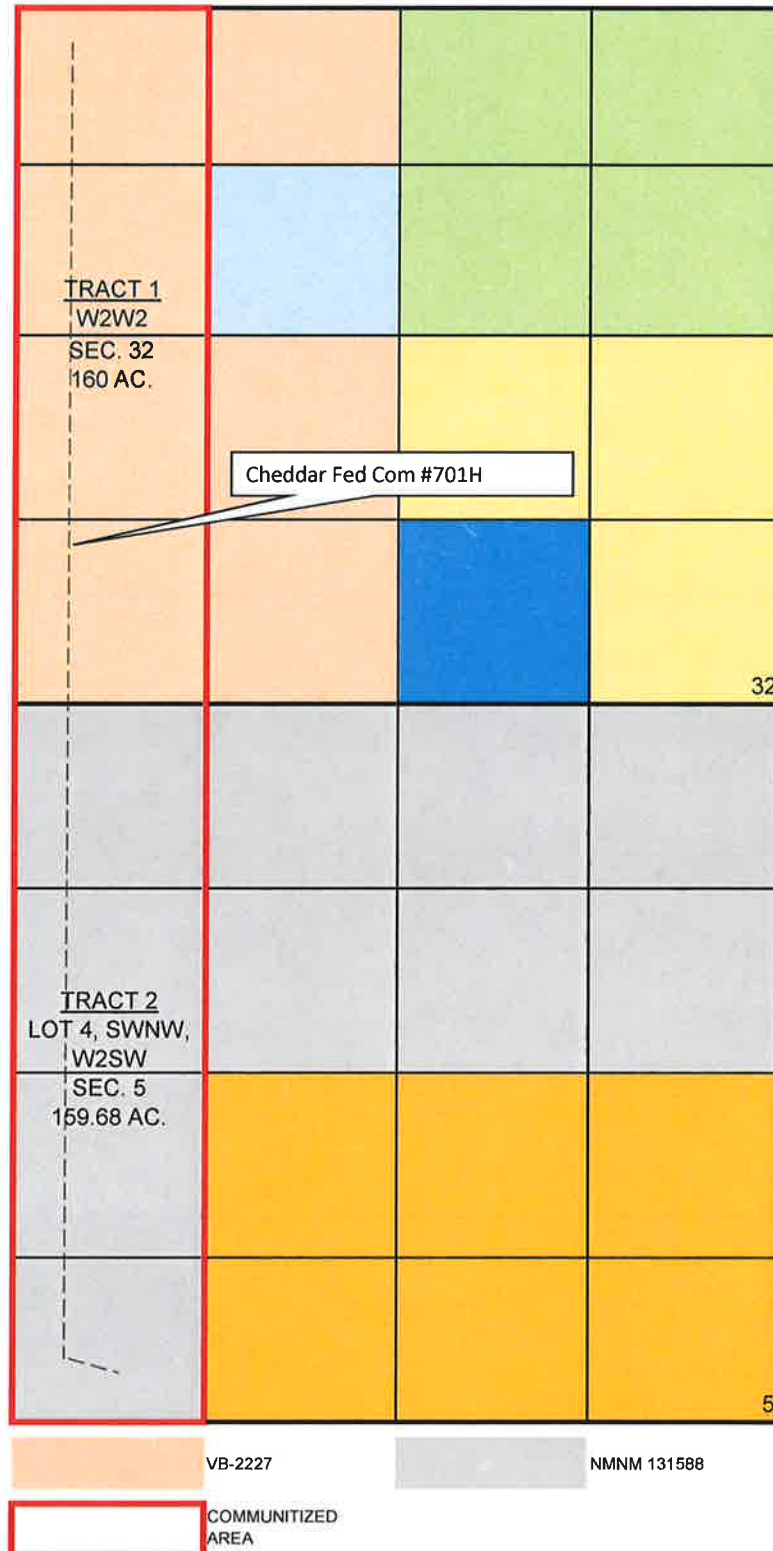 TRACT 1
W2W2
SEC. 32
160 AC.
Cheddar Fed Com #701H
32
TRACT 2
LOT 4, SWNW,
W2SW
SEC. 5
159.68 AC.
5
VB-2227
NMNM 131588
COMMUNITIZED
AREA